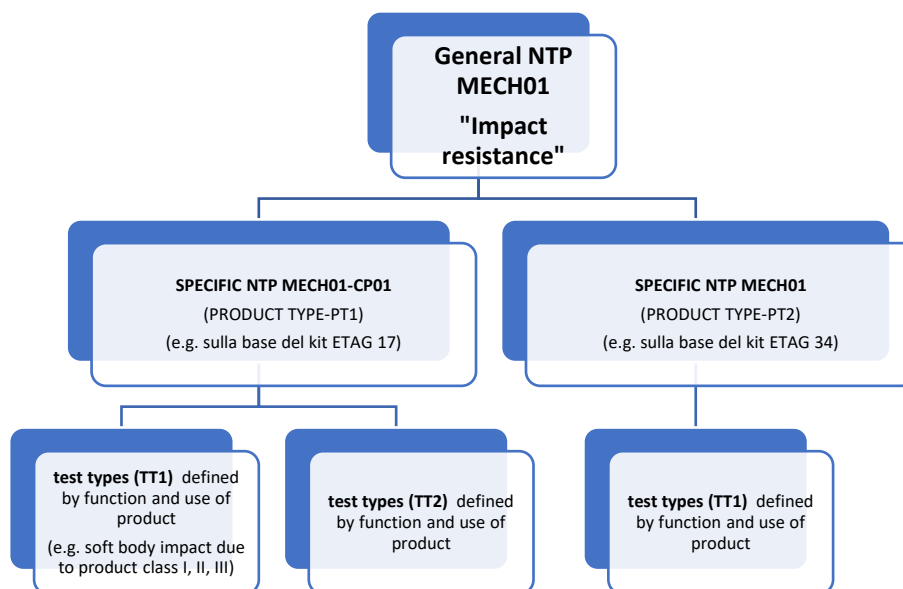 General NTP
MECH01
"Impact
resistance"
SPECIFIC NTP MECH01-CP01
(PRODUCT TYPE-PT1)
(e.g. sulla base del kit ETAG 17)
SPECIFIC NTP MECH01
(PRODUCT TYPE-PT2)
(e.g. sulla base del kit ETAG 34)
test types (TT1) defined
by function and use of
product
(e.g. soft body impact due
to product class I, II, III)
test types (TT2) defined
by function and use of
product
test types (TT1) defined
by function and use of
product